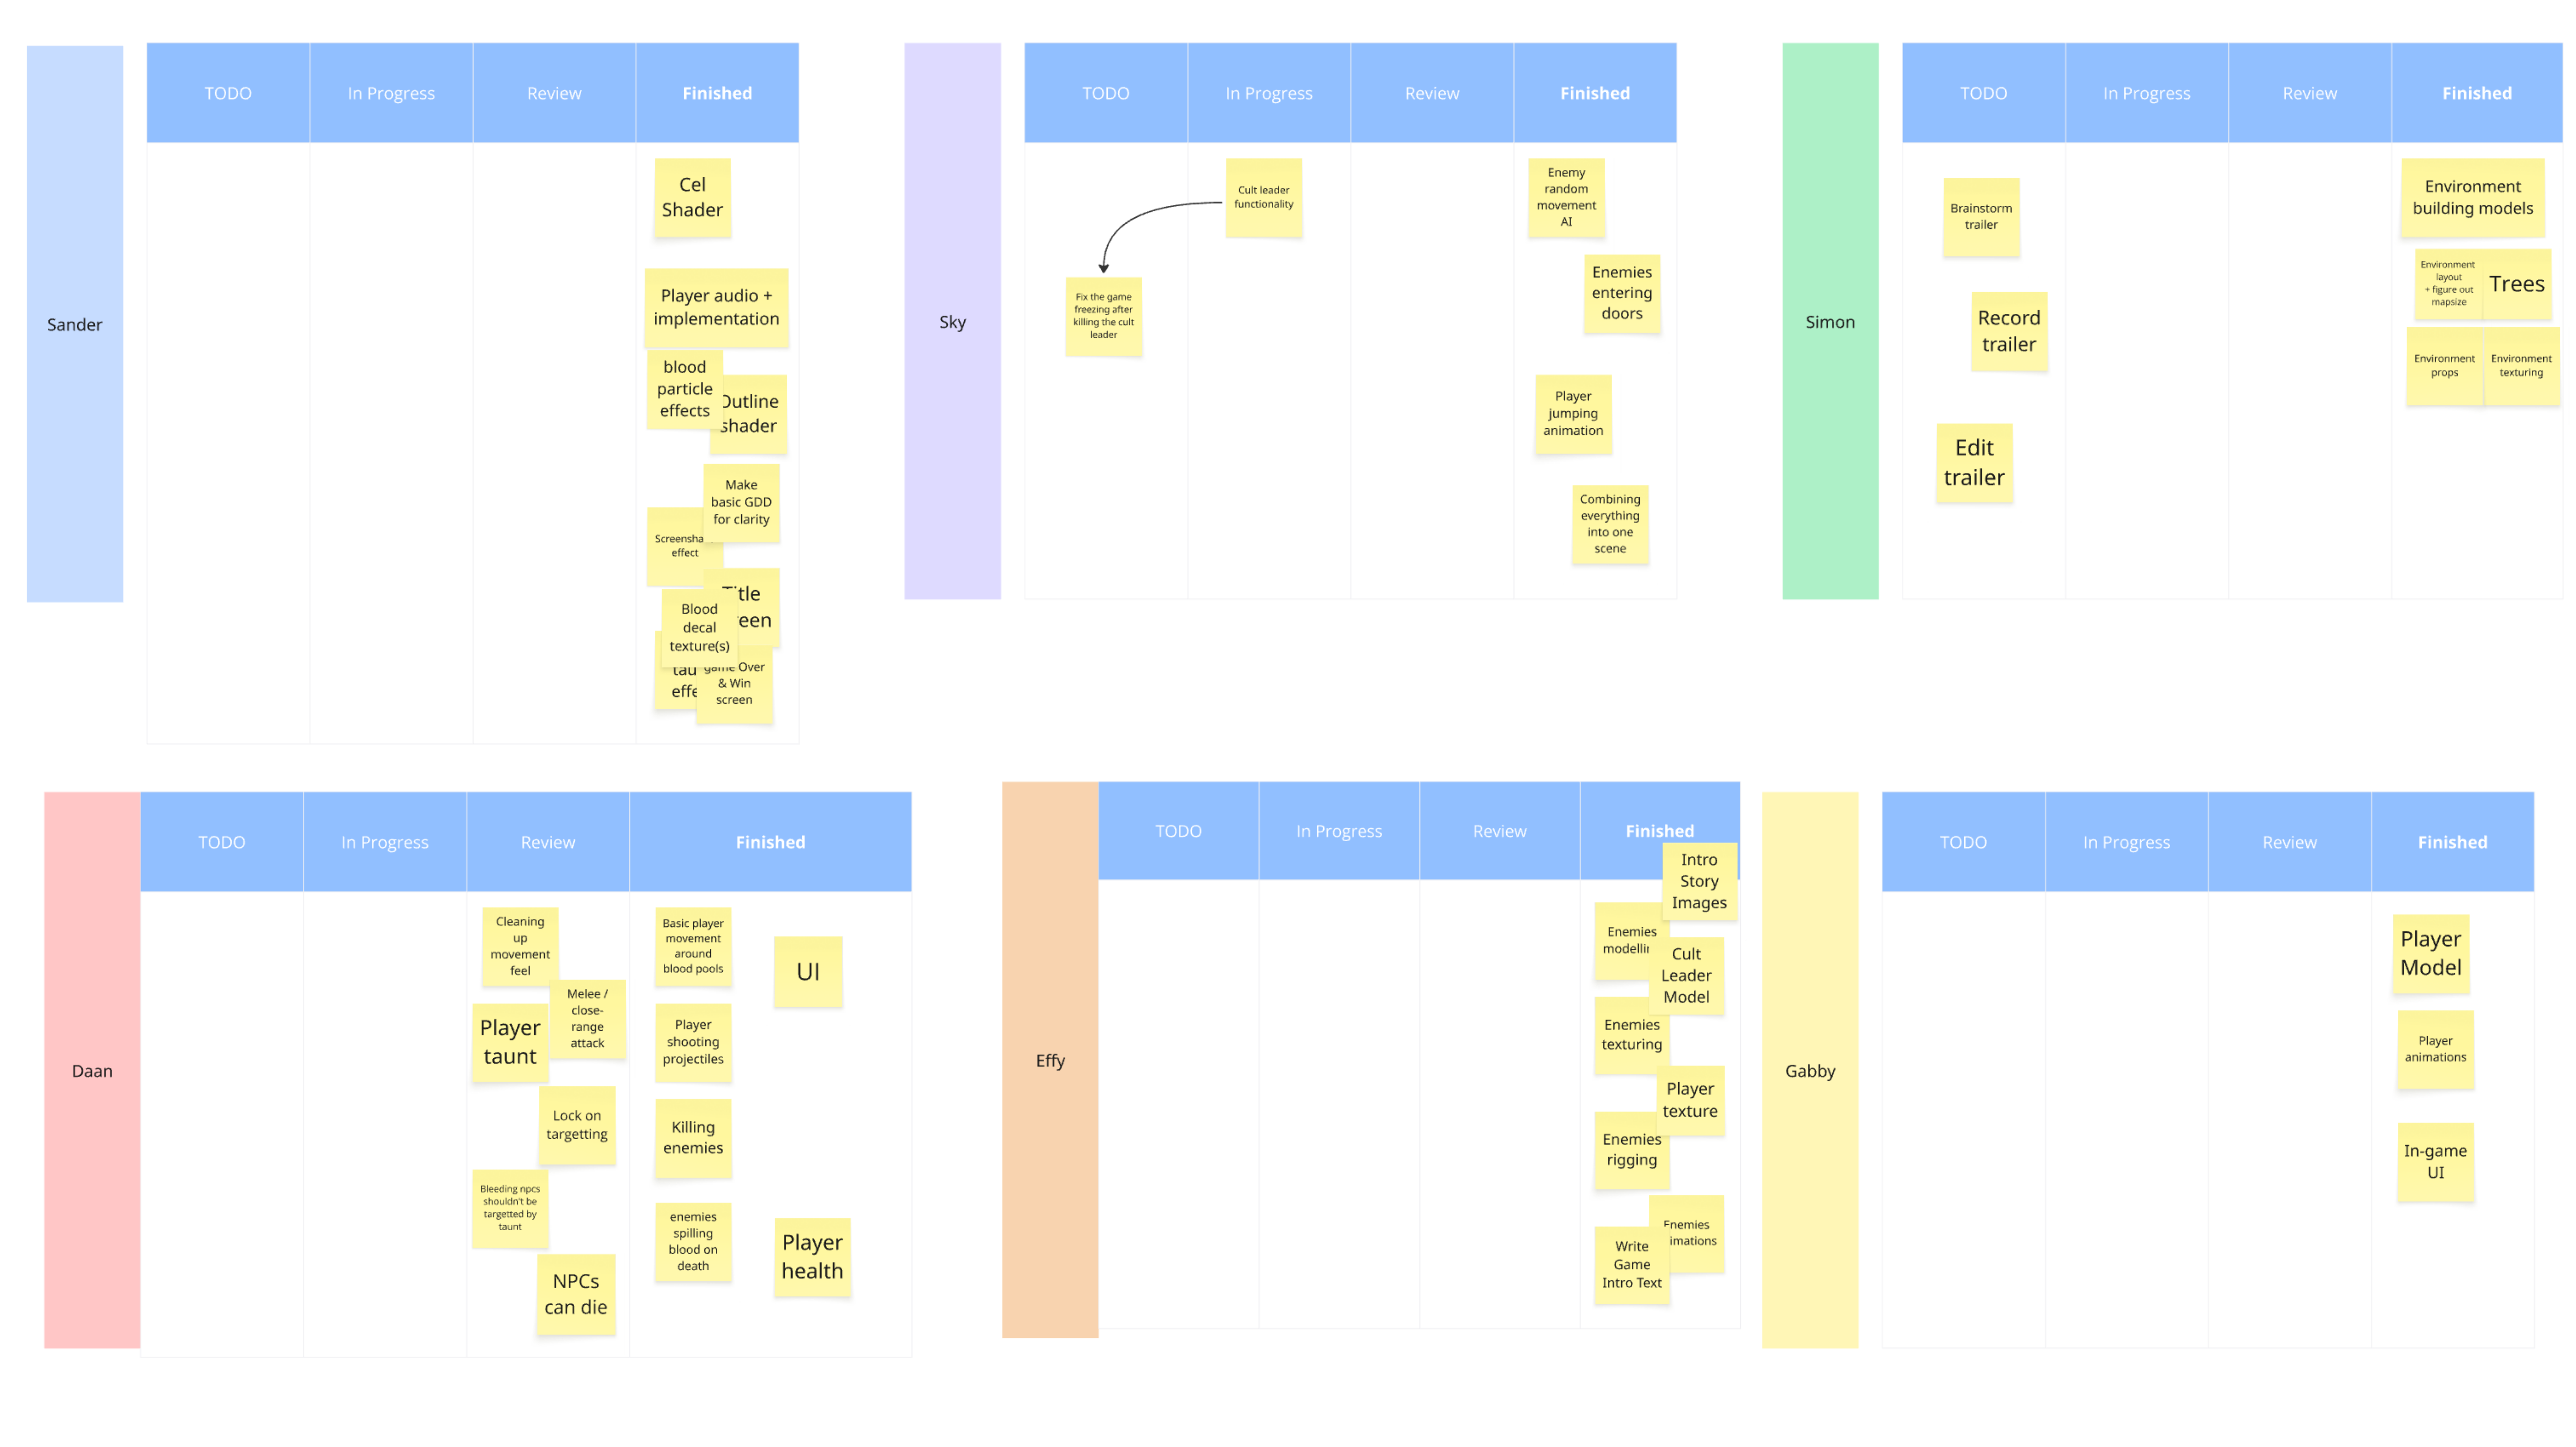 Sander
TODO
In Progress
Review
Finished
Cel
Shader
Player audio +
implementation
blood
particle
effects
Outline
shader
Make
basic GDD
for clarity
effect
Title
Blood
decal
texture(s)
game Over
& Win
screen
Sky
TODO
In Progress
Review
Finished
Fix the game
freezing after
killing the cult
leader
Cult leader
functionality
Enemy
random
movement
AI
Enemies
entering
doors
Player
jumping
animation
Combining
everything
into one
scene
Simon
TODO
In Progress
Review
Finished
Brainstorm
trailer
Record
trailer
Edit
trailer
Environment
building models
Environment
layout
+ figure out
mapsize
Trees
Environment
props
Environment
texturing
Daan
TODO
In Progress
Review
Finished
Cleaning
up
movement
feel
Melee /
close-
range
attack
Player
taunt
Lock on
targetting
Bleeding npcs
shouldn't be
targetted by
taunt
NPCs
can die
Basic player
movement
around
blood pools
UI
Player
shooting
projectiles
Killing
enemies
enemies
spilling
blood on
death
Player
health
Effy
TODO
In Progress
Review
Finished
Intro
Story
Images
Enemies
Cult
Leader
Model
Enemies
texturing
Player
texture
Enemies
rigging
Enemies
Write
Game
Intro Text
Gabby
TODO
In Progress
Review
Finished
Player
Model
Player
animations
In-game
UI